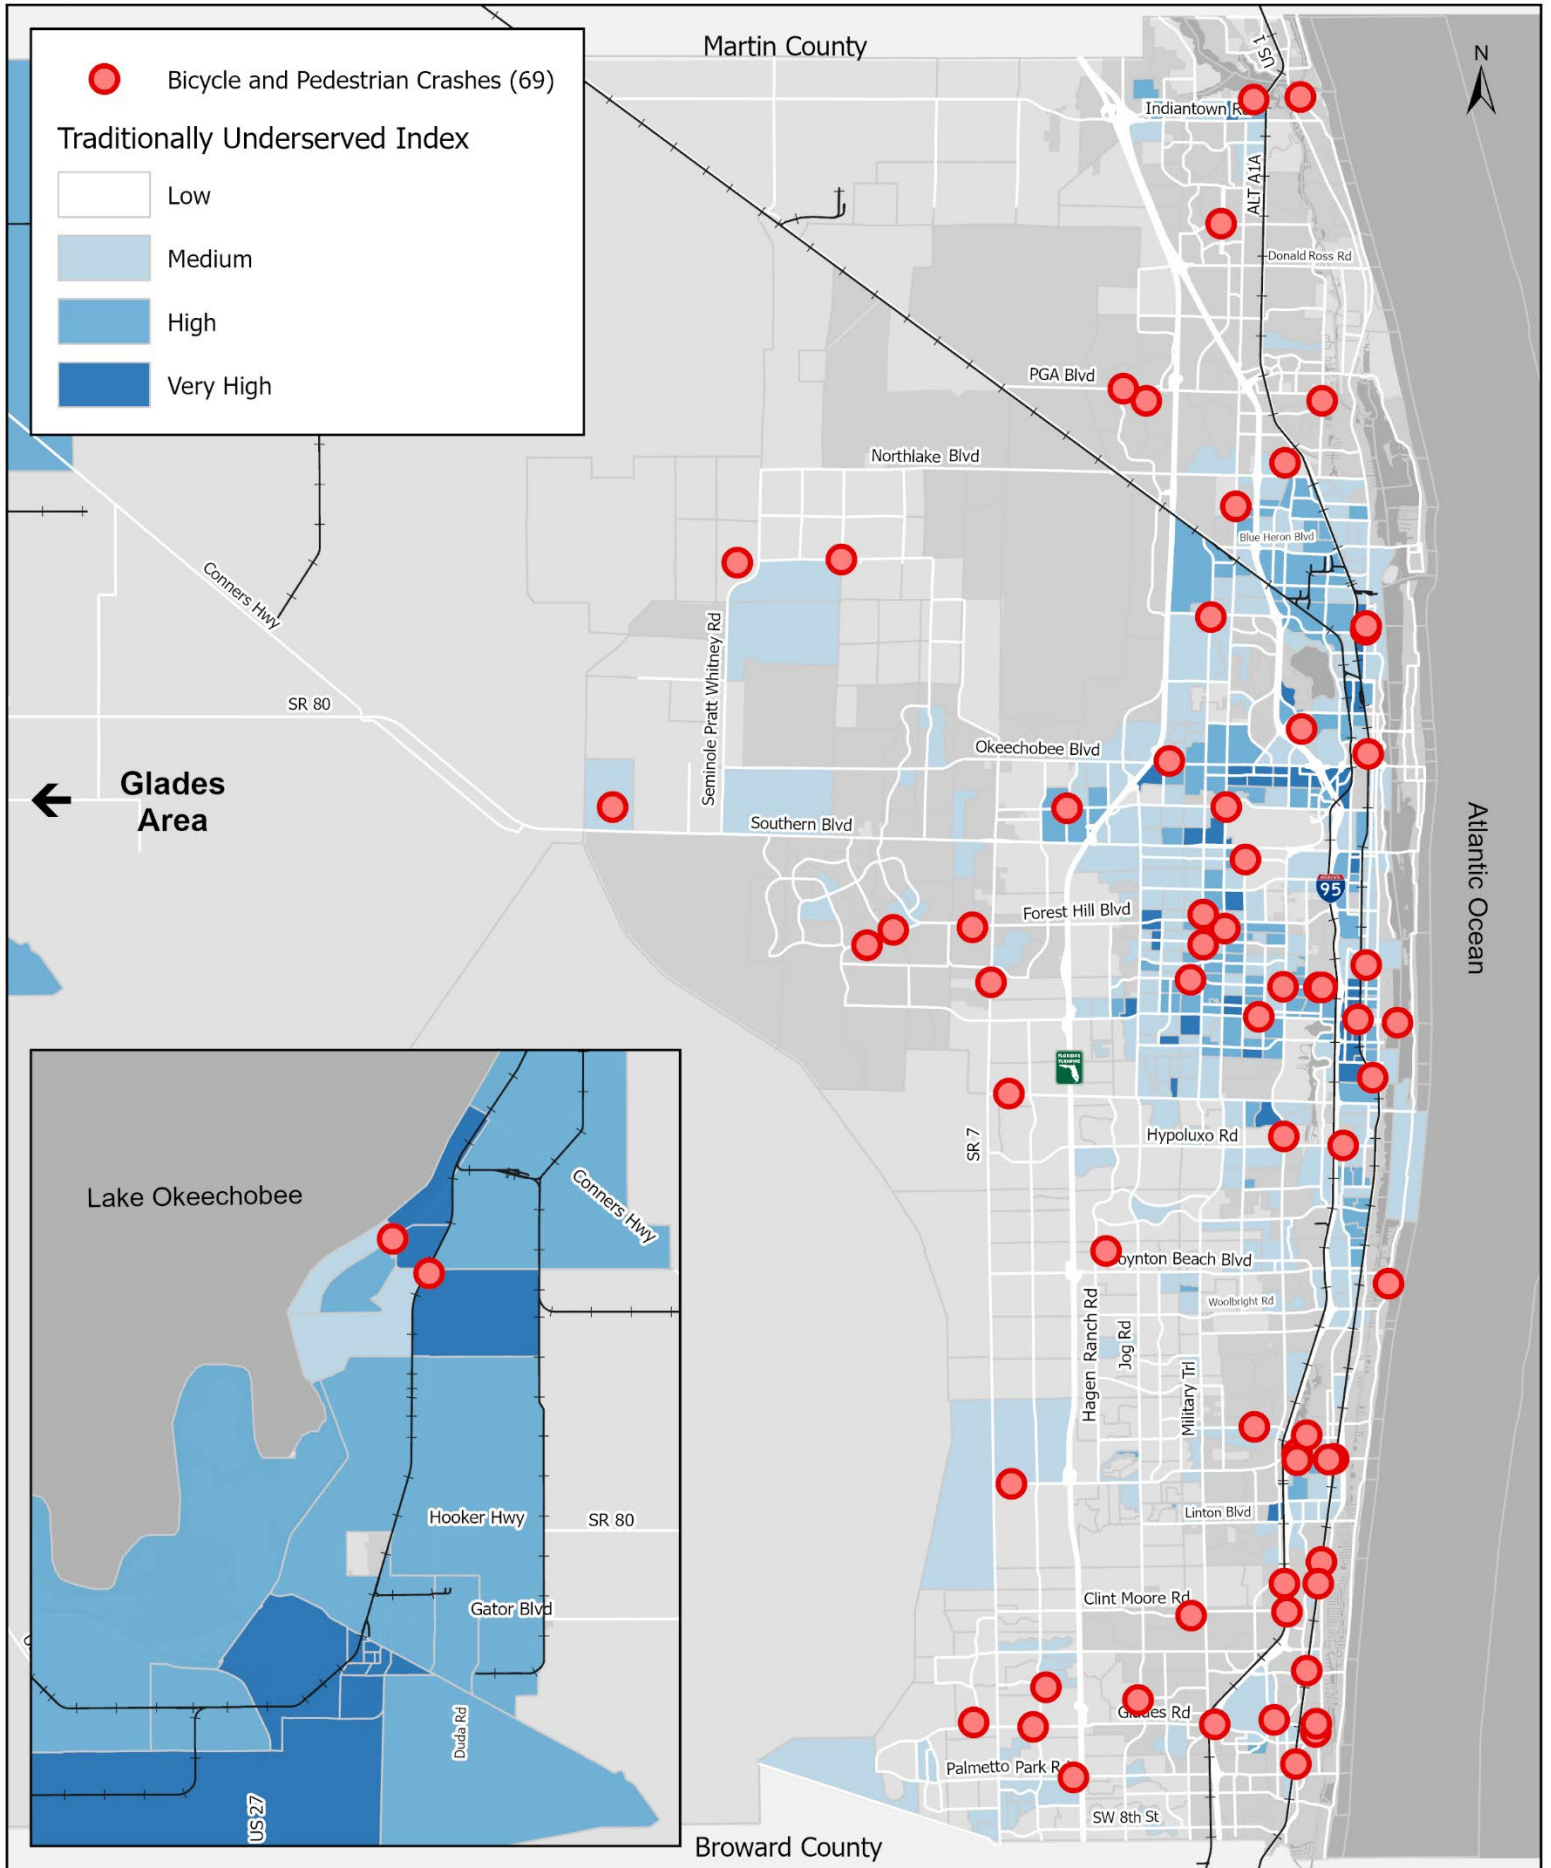 Martin County
N
Bicycle and Pedestrian Crashes (69)
Traditionally Underserved Index
Low
Medium
High
Very High
US 1
Indiantown
ALT A1A
Donald Ross Rd
PGA Blvd
Northlake Blvd
Blue Heron Blvd
Conners Hwy
SR 80
Seminole Pratt Whitney Rd
Okeechobee Blvd
Glades
Area
Southern Blvd
Atlantic Ocean
95
Forest Hill Blvd
SR 7
Hypoluxo Rd
Lake Okeechobee
Conners Hwy
oynton Beach Blvd
Woolbright Rd
Hagen Ranch Rd
Jog Rd
Military Trl
Hooker Hwy
SR 80
Linton Blvd
Clint Moore Rd
Gator Blvd
Duda Rd
Glades Rd
Palmetto Park R
US 27
SW 8th St
Broward County